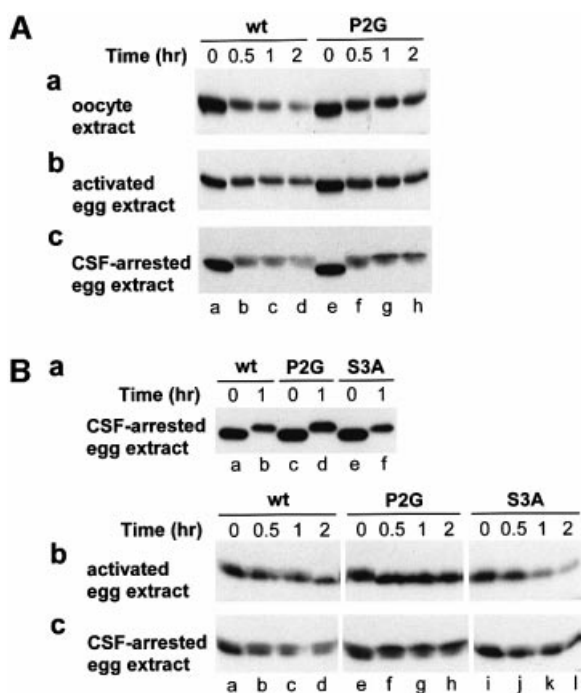 A
wt P2G
Time (hr) 0 0.5 1 2 0 0.5 1 2
a
oocyte
extract
b
activated
egg extract
c
CSF-arrested
egg extract
a b c d e f g h
B a
wt P2G S3A
Time (hr) 0 1 0 1 0 1
CSF-arrested
egg extract
a b c d e f
wt P2G S3A
Time (hr) 0 0.5 1 2 0 0.5 1 2 0 0.5 1 2
b
activated
egg extract
c
CSF-arrested
egg extract
a b c d e f g h i j k l